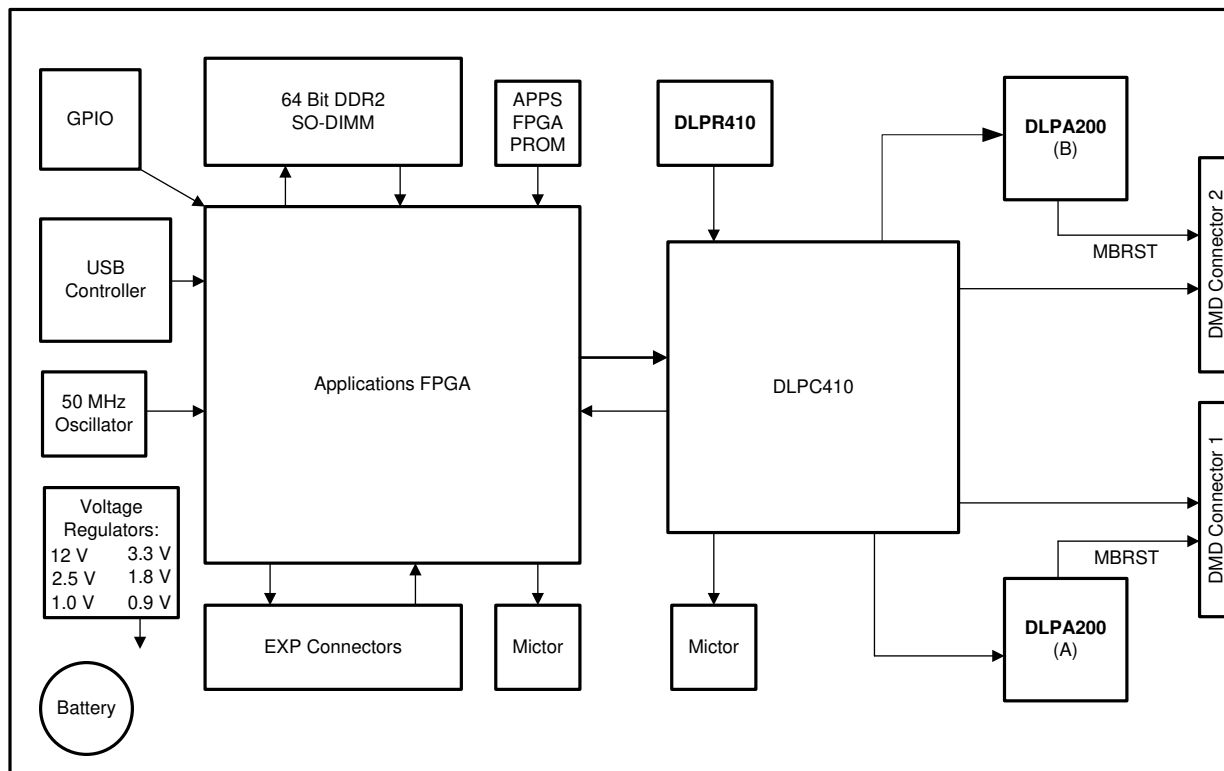 GPIO
64 Bit DDR2
SO-DIMM
APPS
FPGA
PROM
DLPR410
DLPA200
(B)
MBRST
DMD Connector 2
USB
Controller
50 MHz
Oscillator
Applications FPGA
DLPC410
DMD Connector 1
MBRST
Voltage
Regulators:
12 V 3.3 V
2.5 V 1.8 V
1.0 V 0.9 V
EXP Connectors
Mictor
Mictor
DLPA200
(A)
Battery